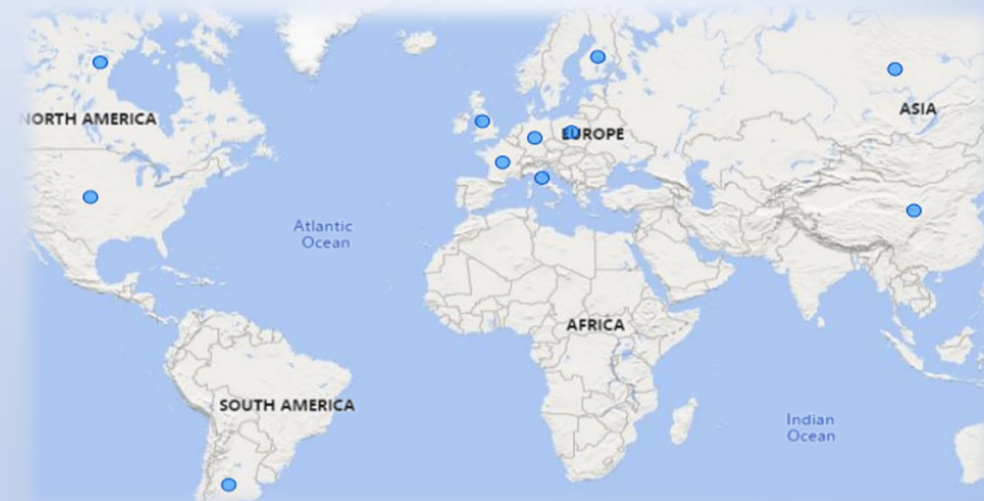 NORTH AMERICA
EUROPE
ASIA
Atlantic
Ocean
AFRICA
SOUTH AMERICA
Indian
Ocean